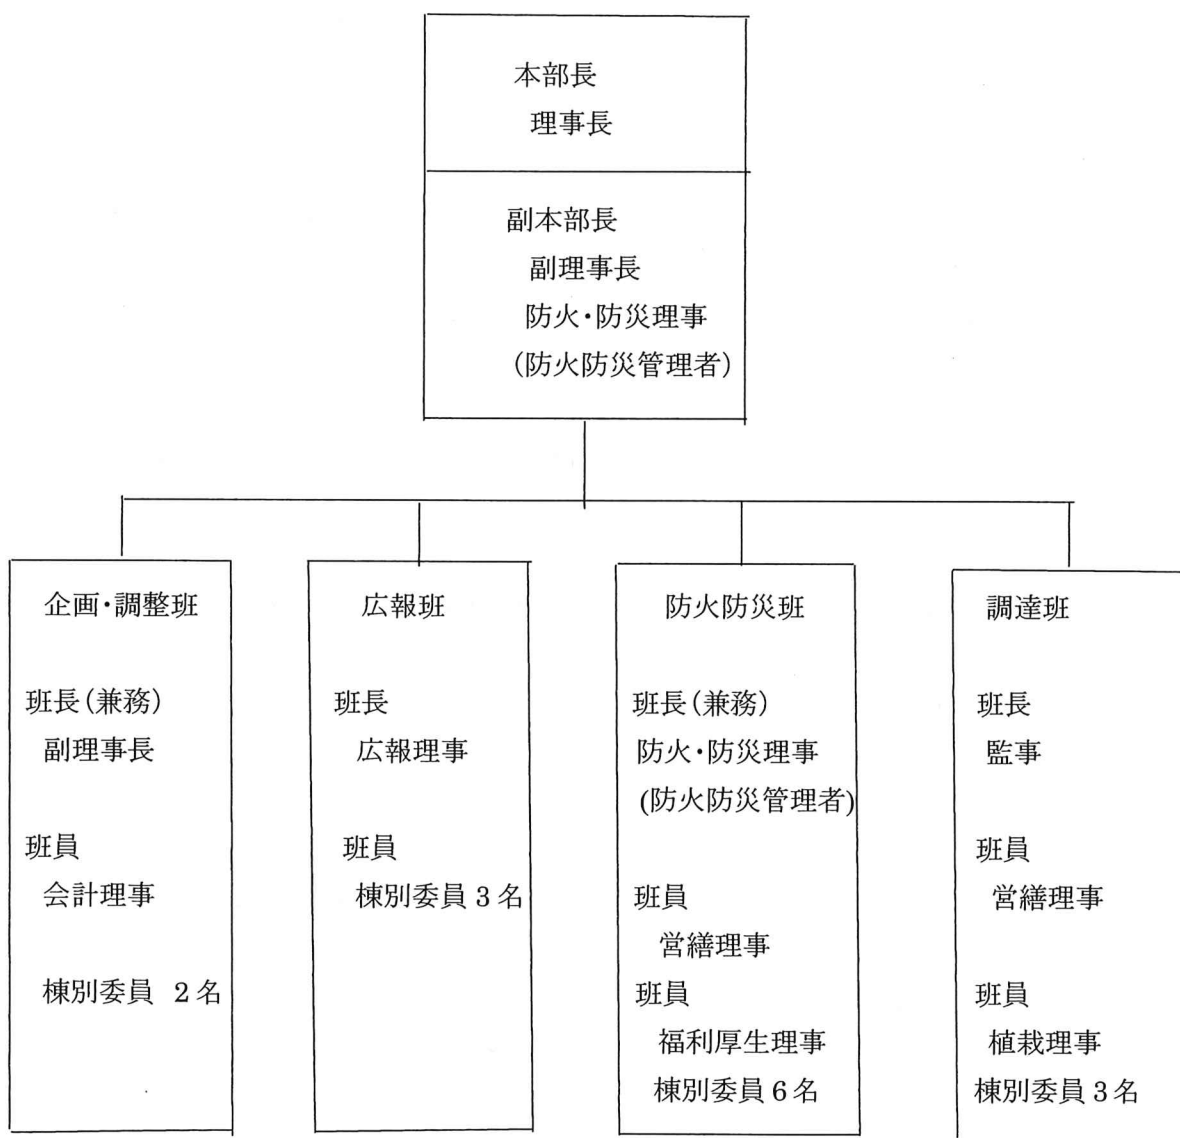 本部長
理事長
副本部長
副理事長
防火・防災理事
(防火防災管理者)
企画・調整班
班長(兼務)
副理事長
班員
会計理事
棟別委員 2名
広報班
班長
広報理事
班員
棟別委員3名
防火防災班
班長(兼務)
防火・防災理事
(防火防災管理者)
班員
営繕理事
班員
福利厚生理事
棟別委員6名
調達班
班長
監事
班員
営繕理事
班員
植栽理事
棟別委員3名